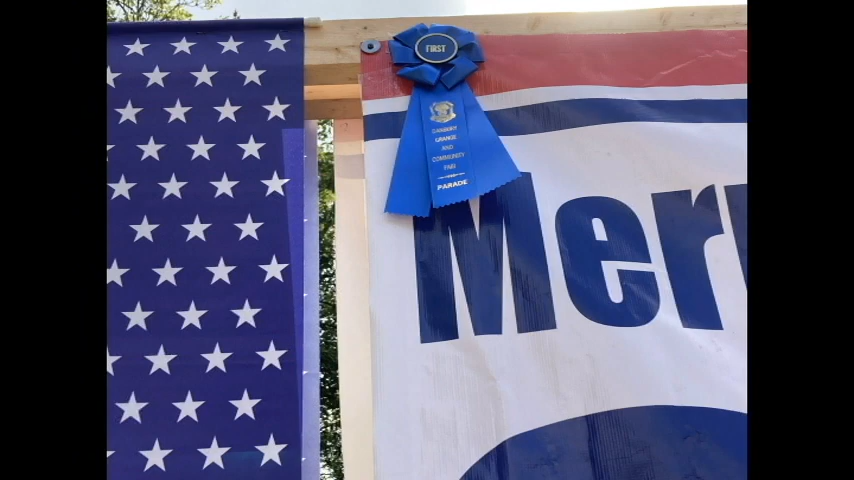 FIRST
DANBURY
GRANGE
AND
COMMUNITY
FAIR
PARADE
Mer